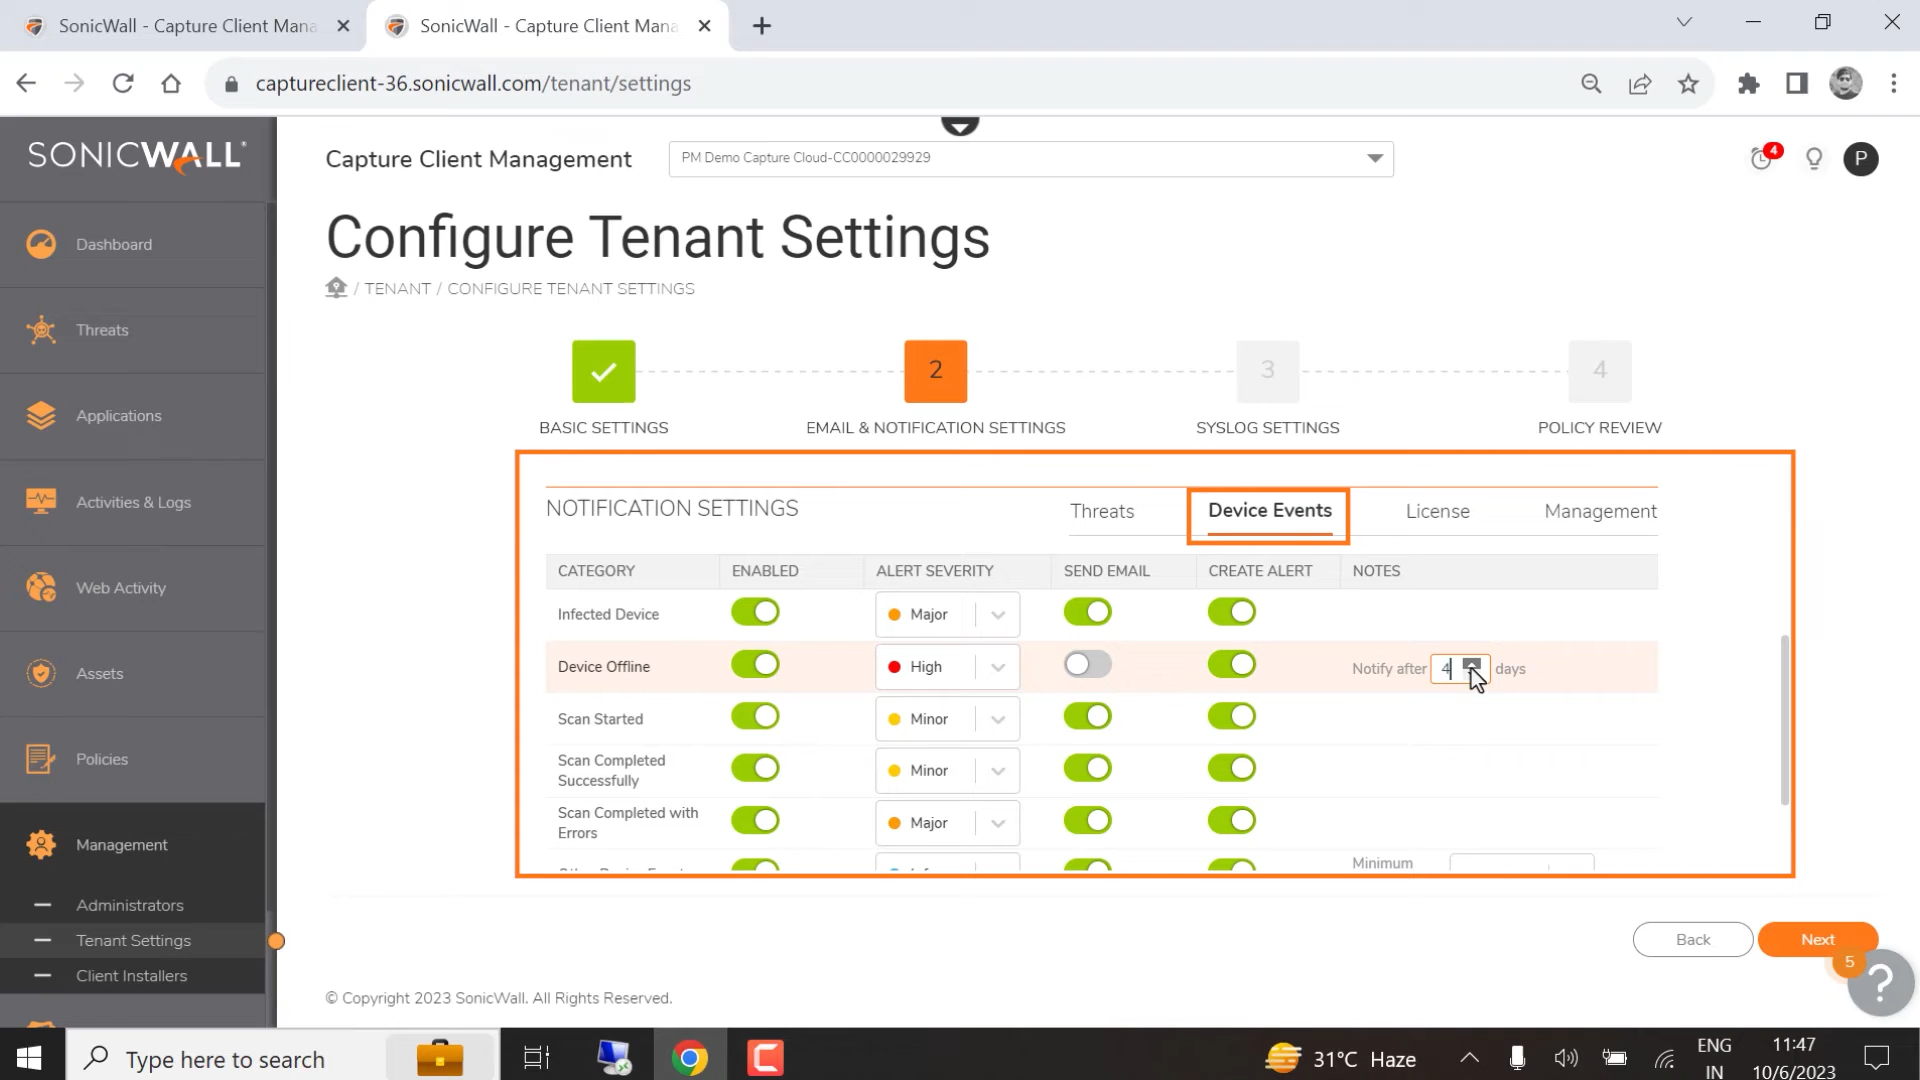 SonicWall - Capture Client Mana
SonicWall - Capture Client Mana
captureclient-36.sonicwall.com/tenant/settings
SONICWALL
Capture Client Management
PM Demo Capture Cloud-CC0000029929
4
P
Configure Tenant Settings
/ TENANT / CONFIGURE TENANT SETTINGS
Dashboard
Threats
Applications
Activities & Logs
Web Activity
Assets
Policies
Management
Administrators
Tenant Settings
Client Installers
2
3
4
BASIC SETTINGS
EMAIL & NOTIFICATION SETTINGS
SYSLOG SETTINGS
POLICY REVIEW
NOTIFICATION SETTINGS
Threats
Device Events
License
Management
CATEGORY ENABLED ALERT SEVERITY SEND EMAIL CREATE ALERT NOTES
Infected Device Major
Device Offline High Notify after 4 days
Scan Started Minor
Scan Completed
Successfully Minor
Scan Completed with
Errors Major
Minimum
Back
Next
5
?
© Copyright 2023 SonicWall. All Rights Reserved.
Type here to search
31°C Haze
ENG
IN
11:47
10/6/2023